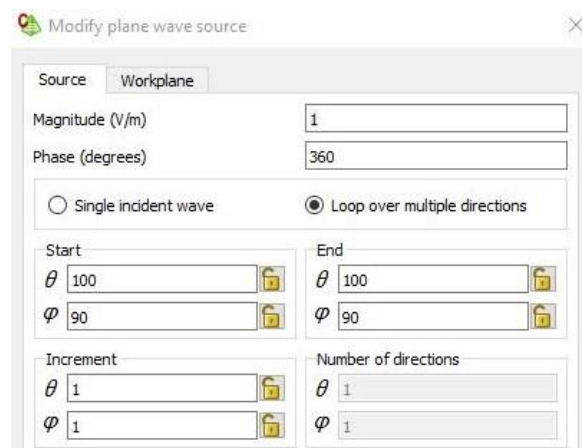 Modify plane wave source
Source Workplane
Magnitude (V/m) 1
Phase (degrees) 360
Single incident wave Loop over multiple directions
Start End
θ 100 θ 100
φ 90 φ 90
Increment Number of directions
θ 1 θ 1
φ 1 φ 1